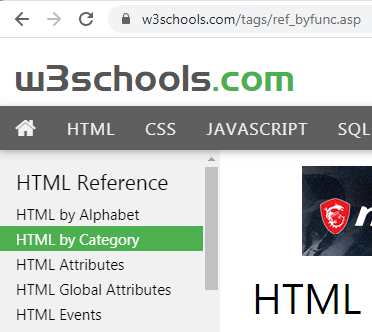 w3schools.com/tags/ref_byfunc.asp
w3schools.com
HTML CSS JAVASCRIPT SQL
HTML Reference
HTML by Alphabet
HTML by Category
HTML Attributes
HTML Global Attributes
HTML Events
HTML